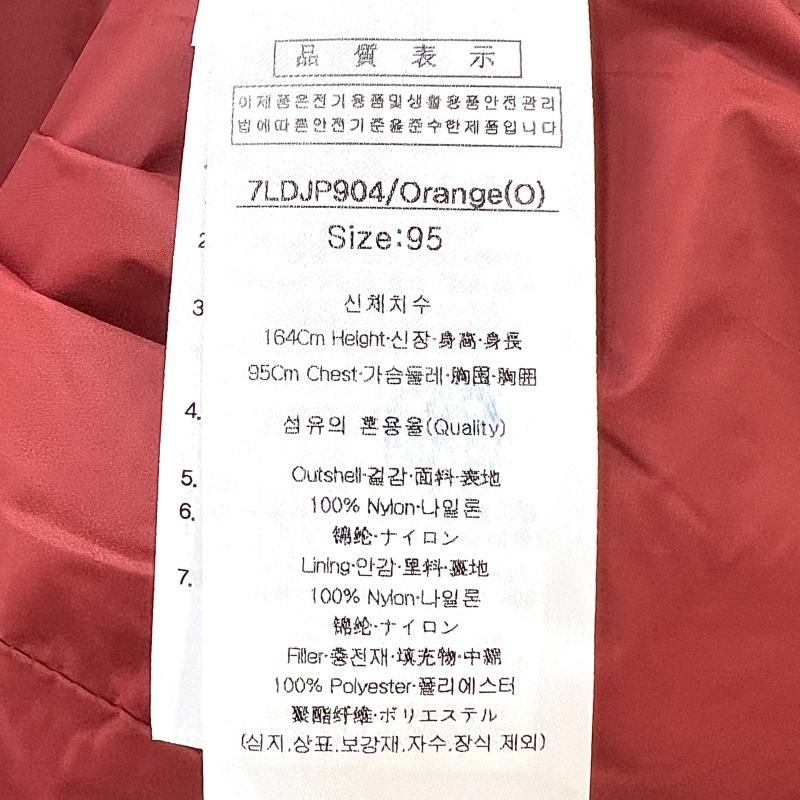 品質表示
이제품은전기용품및생활용품안전관리
법에따른안전기준을준수한제품입니다
7LDJP904/Orange(O)
Size:95
신체치수
164Cm Height·신장·身高·身長
95Cm Chest·가슴둘레·胸围·胸囲
섬유의 혼용율(Quality)
Outshell·겉감·面料·表地
100% Nylon·나일론
锦纶·ナイロン
Lining·안감·里料·裏地
100% Nylon·나일론
锦纶·ナイロン
Filler·충전재·填充物·中綿
100% Polyester·폴리에스터
聚酯纤维·ポリエステル
(심지,상표,보강재,자수,장식 제외)
2
3
4.
5.
6.
7.